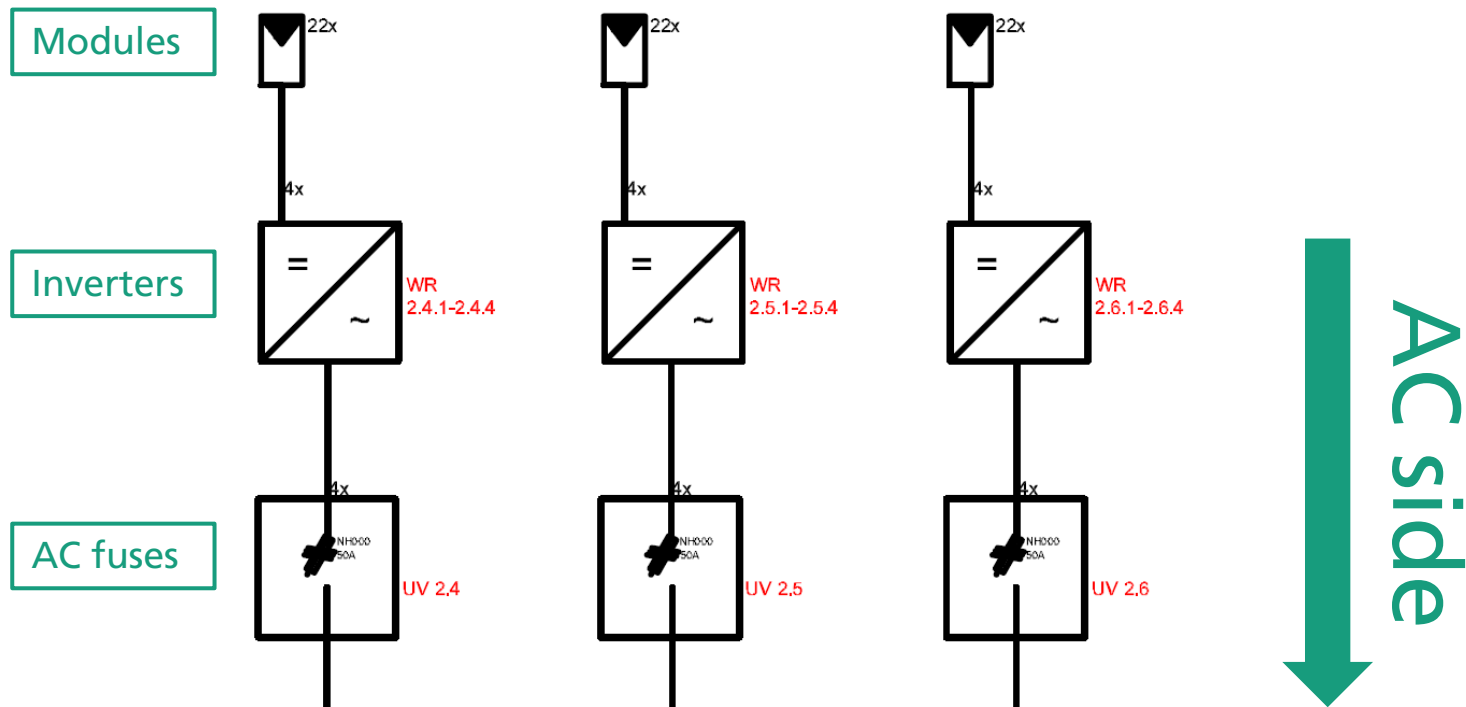 Modules
22x
22x
22x
4x
4x
4x
Inverters
=
~
WR
2.4.1-2.4.4
=
~
WR
2.5.1-2.5.4
=
~
WR
2.6.1-2.6.4
AC side
4x
4x
4x
AC fuses
NH000
50A
UV 2.4
NH000
50A
UV 2.5
NH000
50A
UV 2.6